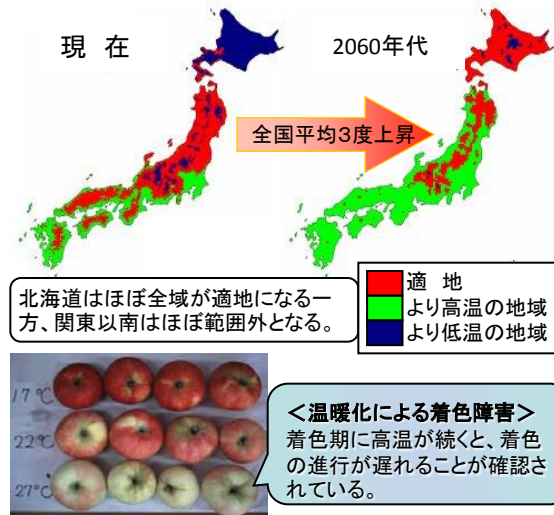 現 在
2060年代
全国平均3度上昇
適 地
より高温の地域
より低温の地域
北海道はほぼ全域が適地になる一
方、関東以南はほぼ範囲外となる。
17℃
22℃
27℃
＜温暖化による着色障害＞
着色期に高温が続くと、着色
の進行が遅れることが確認さ
れている。